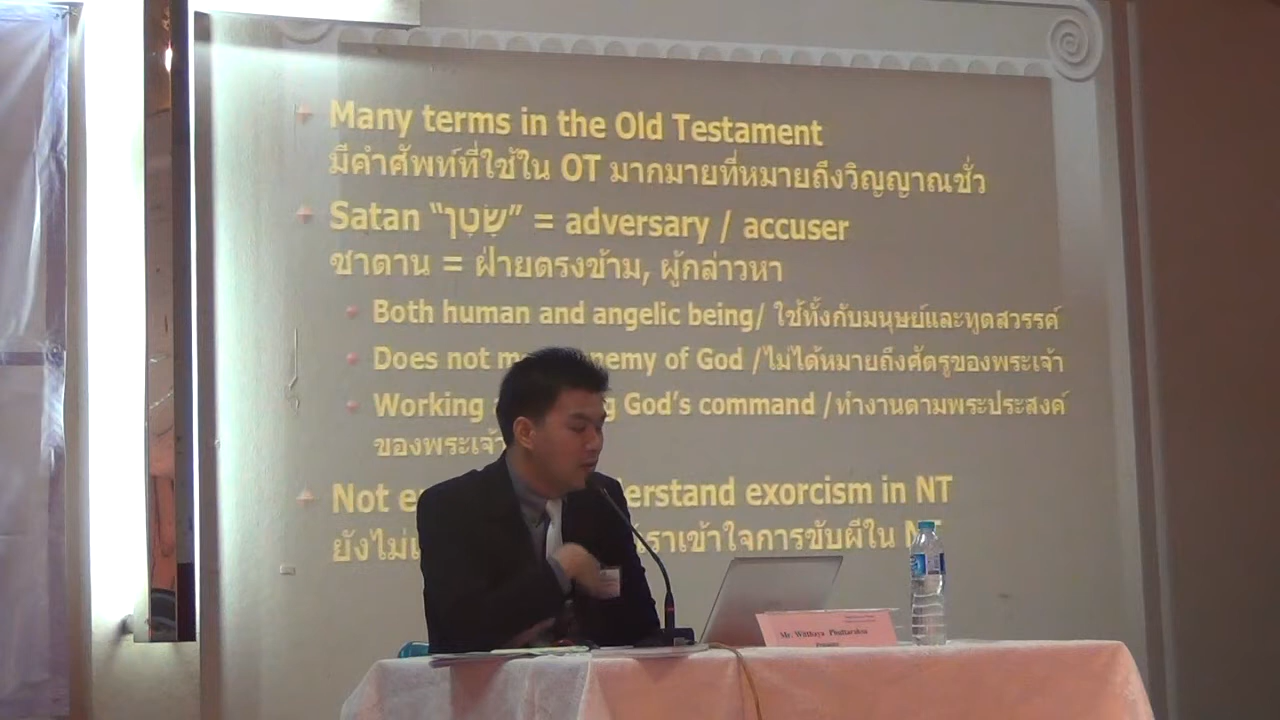 Many terms in the Old Testament
มีคำศัพท์ที่ใช้ใน OT มากมายที่หมายถึงวิญญาณชั่ว
Satan “שָׂטָן” = adversary / accuser
ซาตาน = ฝ่ายตรงข้าม, ผู้กล่าวหา
Both human and angelic being/ ใช้ทั้งกับมนุษย์และทูตสวรรค์
Does not enemy of God /ไม่ได้หมายถึงศัตรูของพระเจ้า
Working God’s command /ทำงานตามพระประสงค์
ของพระเจ้า
Not exorcism in NT
ยังไม่ เราเข้าใจการขับผีใน NT
Mr. Witthaya Phuttaraksa